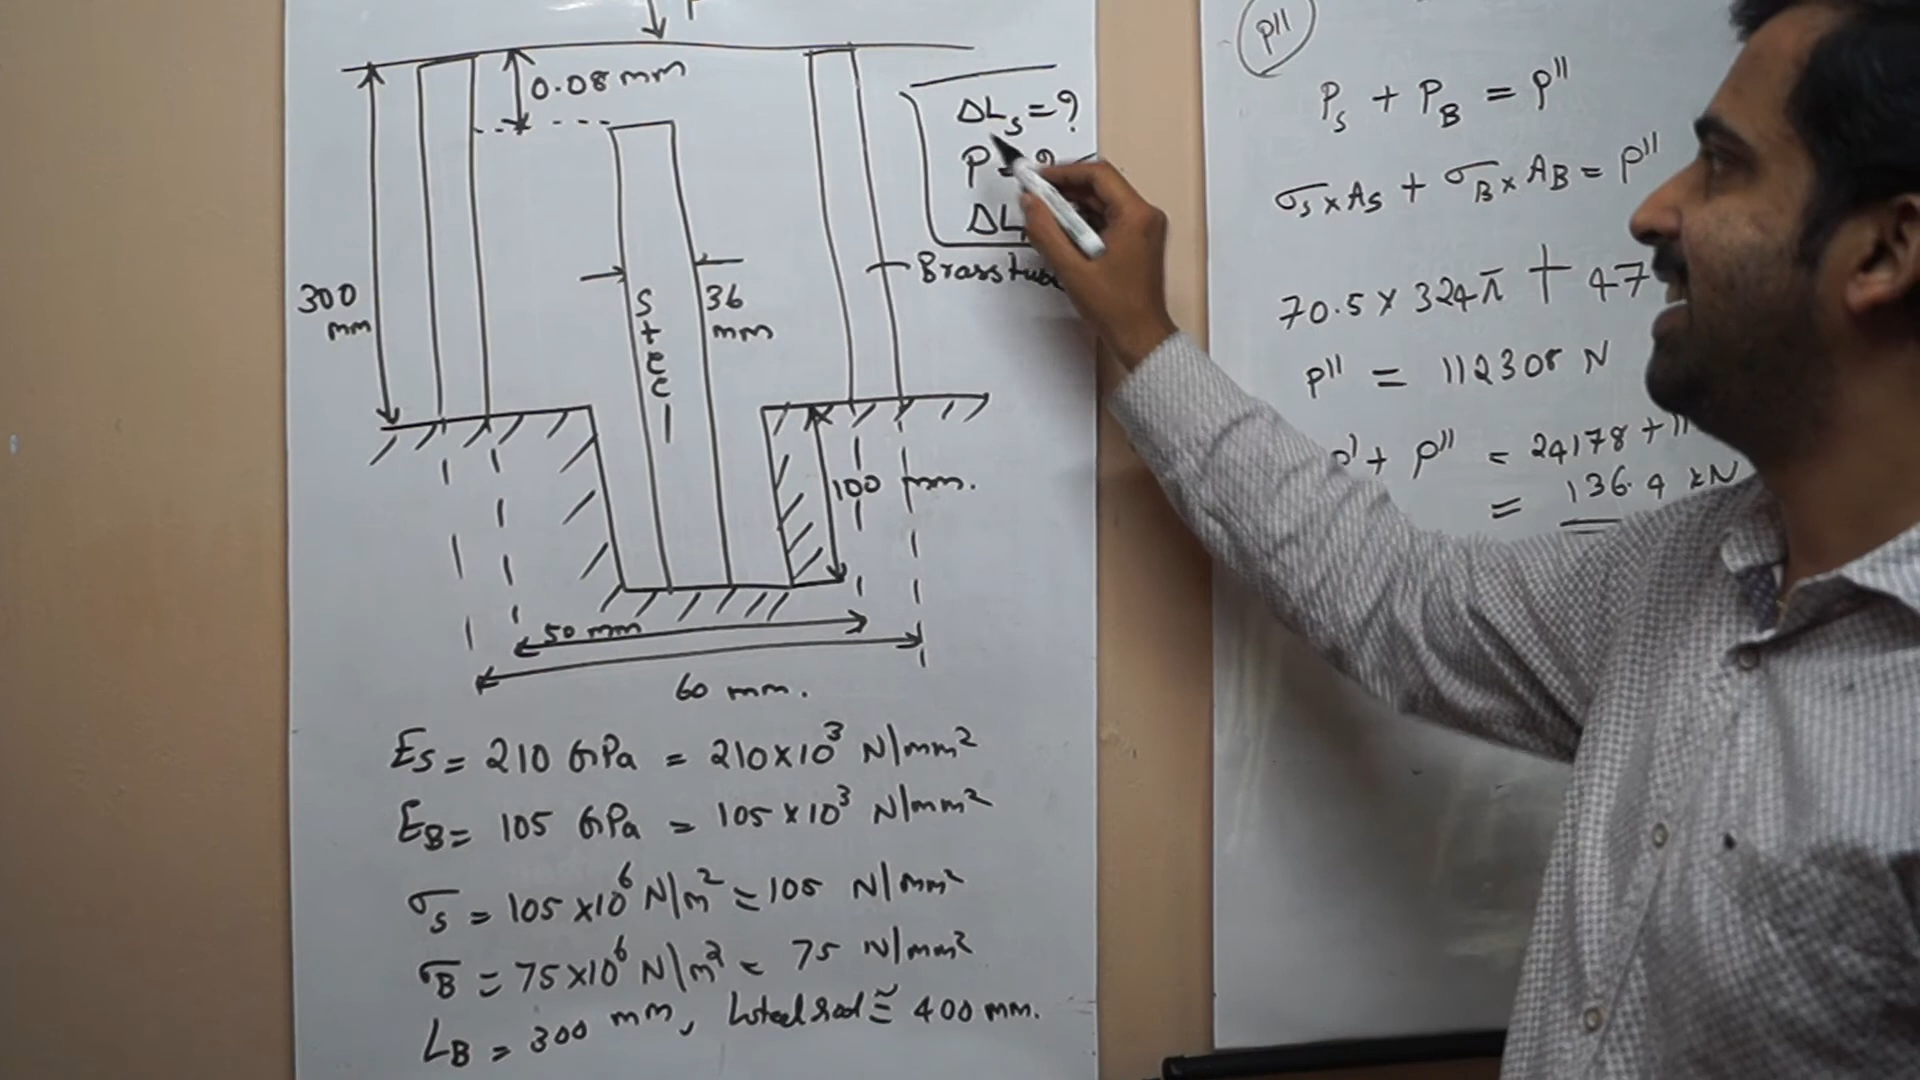 P
0.08 mm
ΔLs = ?
P = ?
ΔL
Brass tube
300 mm
Steel
36 mm
100 mm.
50 mm
60 mm.
Es = 210 GPa = 210×10³ N/mm²
EB = 105 GPa = 105×10³ N/mm²
σs = 105×10⁶ N/m² = 105 N/mm²
σB = 75×10⁶ N/m² = 75 N/mm²
LB = 300 mm, Lsteel rod = 400 mm.
P"
Ps + PB = P"
σs × As + σB × AB = P"
70.5 × 324π + 47
P" = 112308 N
P' + P" = 24178 + 11
= 136.4 kN